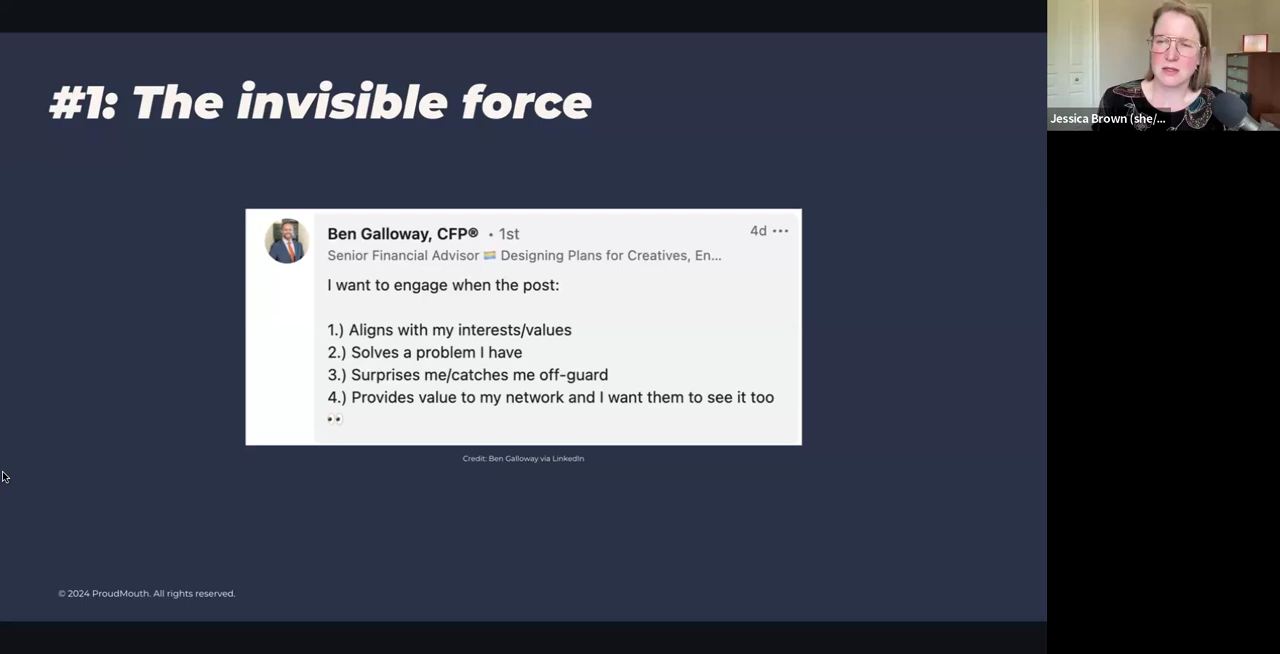 #1: The invisible force
Jessica Brown (she/...
Ben Galloway, CFP® • 1st
4d •••
Senior Financial Advisor 🏳️‍🌈 Designing Plans for Creatives, En...
I want to engage when the post:
1.) Aligns with my interests/values
2.) Solves a problem I have
3.) Surprises me/catches me off-guard
4.) Provides value to my network and I want them to see it too
👀
Credit: Ben Galloway via LinkedIn
© 2024 ProudMouth. All rights reserved.